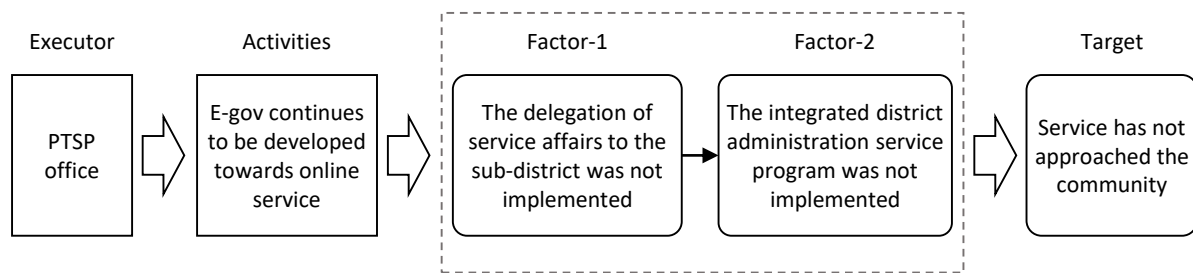 Executor
Activities
Factor-1
Factor-2
Target
PTSP
office
E-gov continues
to be developed
towards online
service
The delegation of
service affairs to the
sub-district was not
implemented
The integrated district
administration service
program was not
implemented
Service has not
approached the
community